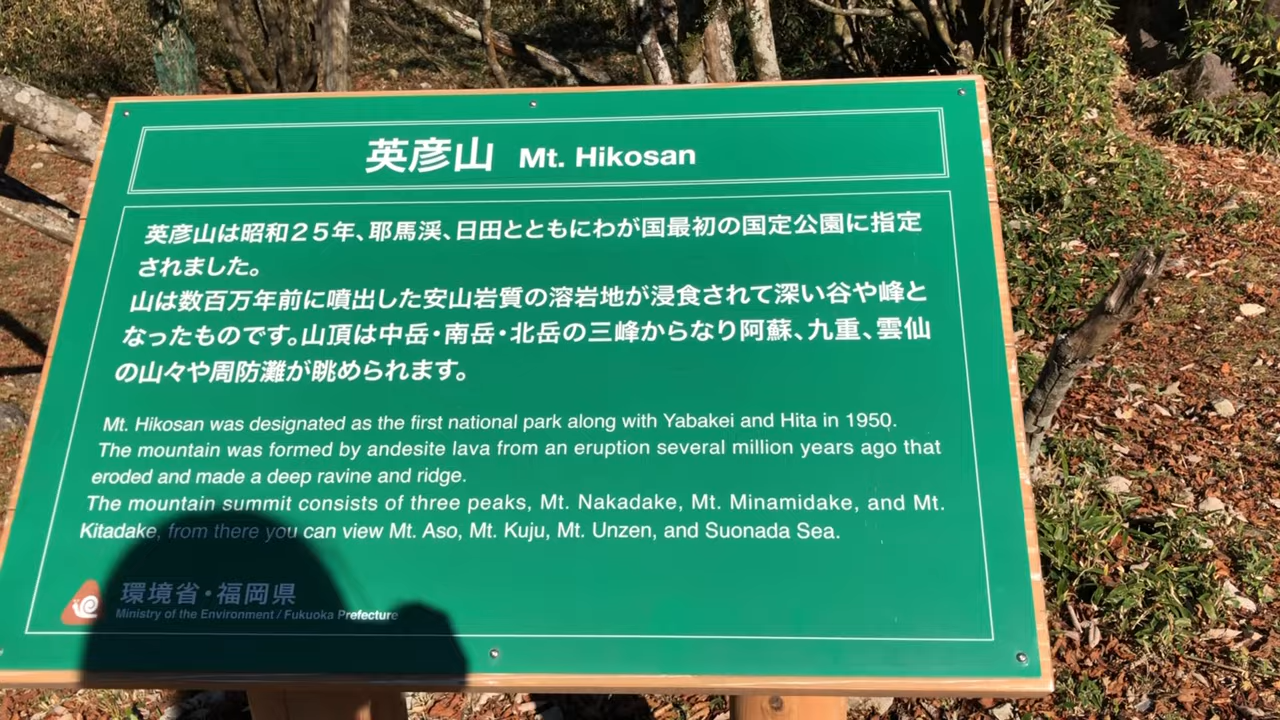 英彦山 Mt. Hikosan
英彦山は昭和25年、耶馬渓、日田とともにわが国最初の国定公園に指定
されました。
山は数百万年前に噴出した安山岩質の溶岩地が浸食されて深い谷や峰と
なったものです。山頂は中岳・南岳・北岳の三峰からなり阿蘇、九重、雲仙
の山々や周防灘が眺められます。
Mt. Hikosan was designated as the first national park along with Yabakei and Hita in 1950.
The mountain was formed by andesite lava from an eruption several million years ago that
eroded and made a deep ravine and ridge.
The mountain summit consists of three peaks, Mt. Nakadake, Mt. Minamidake, and Mt.
Kitadake, from there you can view Mt. Aso, Mt. Kuju, Mt. Unzen, and Suonada Sea.
環境省・福岡県
Ministry of the Environment / Fukuoka Prefecture